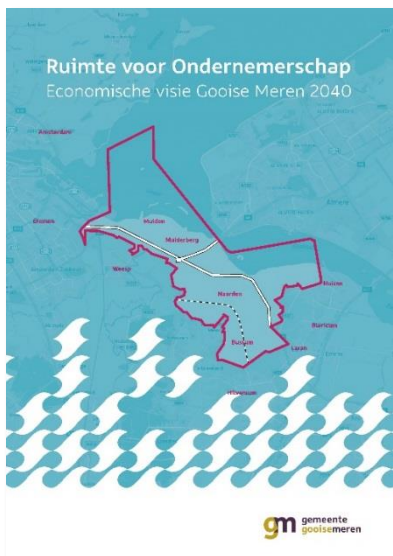 Ruimte voor Ondernemerschap
Economische visie Gooise Meren 2040
Amsterdam
Diemen
Muiden
Muiderberg
Weesp
Naarden
Huizen
Blaricum
Bussum
Laren
Hilversum
gm gemeente
gooisemeren